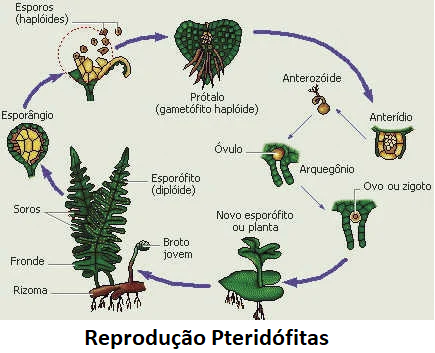 Esporos
(haplóides)
Prótalo
(gametófito haplóide)
Anterozóide
Anterídio
Esporângio
Óvulo
Arquegônio
Ovo ou zigoto
Esporófito
(diplóide)
Soros
Novo esporófito
ou planta
Broto
jovem
Fronde
Rizoma
Reprodução Pteridófitas